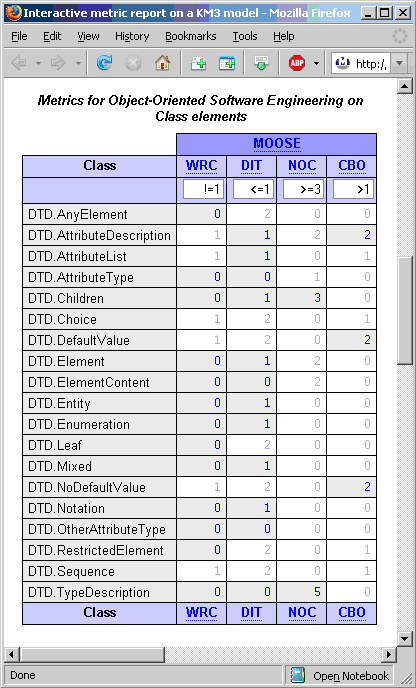 Interactive metric report on a KM3 model - Mozilla Firefox
File Edit View History Bookmarks Tools Help
ABP http:/,
Metrics for Object-Oriented Software Engineering on
Class elements
MOOSE
Class WRC DIT NOC CBO
!=1 <=1 >=3 >1
DTD.AnyElement 0 2 0 0
DTD.AttributeDescription 1 1 2 2
DTD.AttributeList 1 1 0 1
DTD.AttributeType 0 0 1 0
DTD.Children 0 1 3 0
DTD.Choice 1 2 0 1
DTD.DefaultValue 1 2 0 2
DTD.Element 0 1 2 0
DTD.ElementContent 0 0 2 0
DTD.Entity 0 1 0 0
DTD.Enumeration 0 1 0 0
DTD.Leaf 0 2 0 0
DTD.Mixed 0 1 0 0
DTD.NoDefaultValue 1 2 0 2
DTD.Notation 0 1 0 0
DTD.OtherAttributeType 0 0 0 0
DTD.RestrictedElement 0 2 0 1
DTD.Sequence 1 2 0 1
DTD.TypeDescription 0 0 5 0
Class WRC DIT NOC CBO
Done Open Notebook